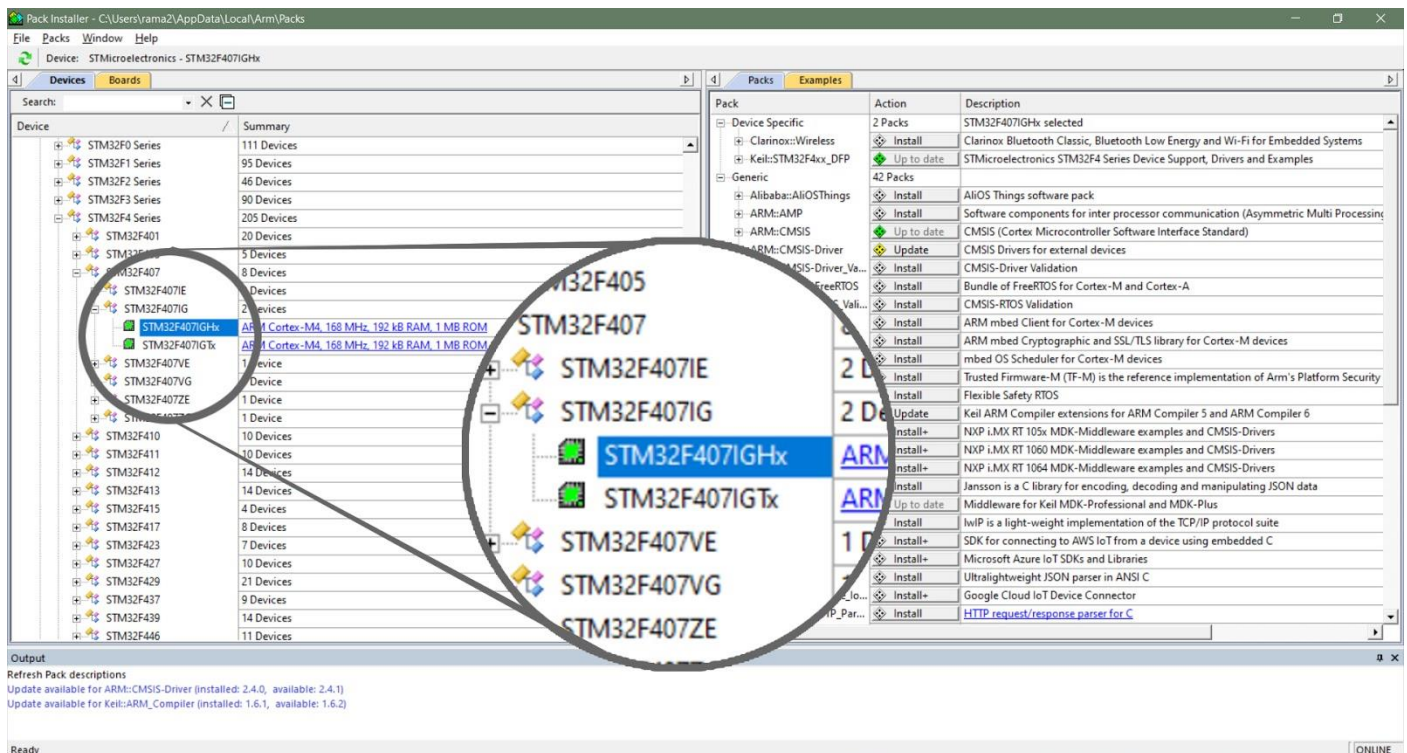 Pack Installer - C:\Users\rama2\AppData\Local\Arm\Packs
File Packs Window Help
Device: STMicroelectronics - STM32F407IGHx
Devices Boards
Search:
Device / Summary
STM32F0 Series 111 Devices
STM32F1 Series 95 Devices
STM32F2 Series 46 Devices
STM32F3 Series 90 Devices
STM32F4 Series 205 Devices
STM32F401 20 Devices
5 Devices
STM32F407 8 Devices
STM32F407IE Devices
STM32F407IG 2 Devices
STM32F407IGHx ARM Cortex-M4, 168 MHz, 192 kB RAM, 1 MB ROM
STM32F407IGTx ARM Cortex-M4, 168 MHz, 192 kB RAM, 1 MB ROM
STM32F407VE 1 Device
STM32F407VG Device
STM32F407ZE 1 Device
1 Device
STM32F410 10 Devices
STM32F411 10 Devices
STM32F412 14 Devices
STM32F413 14 Devices
STM32F415 4 Devices
STM32F417 8 Devices
STM32F423 7 Devices
STM32F427 10 Devices
STM32F429 21 Devices
STM32F437 9 Devices
STM32F439 14 Devices
STM32F446 11 Devices
M32F405
STM32F407
STM32F407IE 2 D
STM32F407IG 2 De
STM32F407IGHx ARM
STM32F407IGTx ARM
STM32F407VE 1 D
STM32F407VG
STM32F407ZE
Packs Examples
Pack Action Description
Device Specific 2 Packs STM32F407IGHx selected
Clarinox::Wireless Install Clarinox Bluetooth Classic, Bluetooth Low Energy and Wi-Fi for Embedded Systems
Keil::STM32F4xx_DFP Up to date STMicroelectronics STM32F4 Series Device Support, Drivers and Examples
Generic 42 Packs
Alibaba::AliOSThings Install AliOS Things software pack
ARM::AMP Install Software components for inter processor communication (Asymmetric Multi Processing
ARM::CMSIS Up to date CMSIS (Cortex Microcontroller Software Interface Standard)
ARM::CMSIS-Driver Update CMSIS Drivers for external devices
MSIS-Driver_Va... Install CMSIS-Driver Validation
FreeRTOS Install Bundle of FreeRTOS for Cortex-M and Cortex-A
_Vali... Install CMSIS-RTOS Validation
Install ARM mbed Client for Cortex-M devices
Install ARM mbed Cryptographic and SSL/TLS library for Cortex-M devices
Install mbed OS Scheduler for Cortex-M devices
Install Trusted Firmware-M (TF-M) is the reference implementation of Arm's Platform Security
Install Flexible Safety RTOS
Update Keil ARM Compiler extensions for ARM Compiler 5 and ARM Compiler 6
Install+ NXP i.MX RT 105x MDK-Middleware examples and CMSIS-Drivers
Install+ NXP i.MX RT 1060 MDK-Middleware examples and CMSIS-Drivers
Install+ NXP i.MX RT 1064 MDK-Middleware examples and CMSIS-Drivers
Install Jansson is a C library for encoding, decoding and manipulating JSON data
Up to date Middleware for Keil MDK-Professional and MDK-Plus
Install lwIP is a light-weight implementation of the TCP/IP protocol suite
Install+ SDK for connecting to AWS IoT from a device using embedded C
Install+ Microsoft Azure IoT SDKs and Libraries
Install Ultralightweight JSON parser in ANSI C
_Io... Install+ Google Cloud IoT Device Connector
P_Par... Install HTTP request/response parser for C
Output
Refresh Pack descriptions
Update available for ARM::CMSIS-Driver (installed: 2.4.0, available: 2.4.1)
Update available for Keil::ARM_Compiler (installed: 1.6.1, available: 1.6.2)
Ready ONLINE